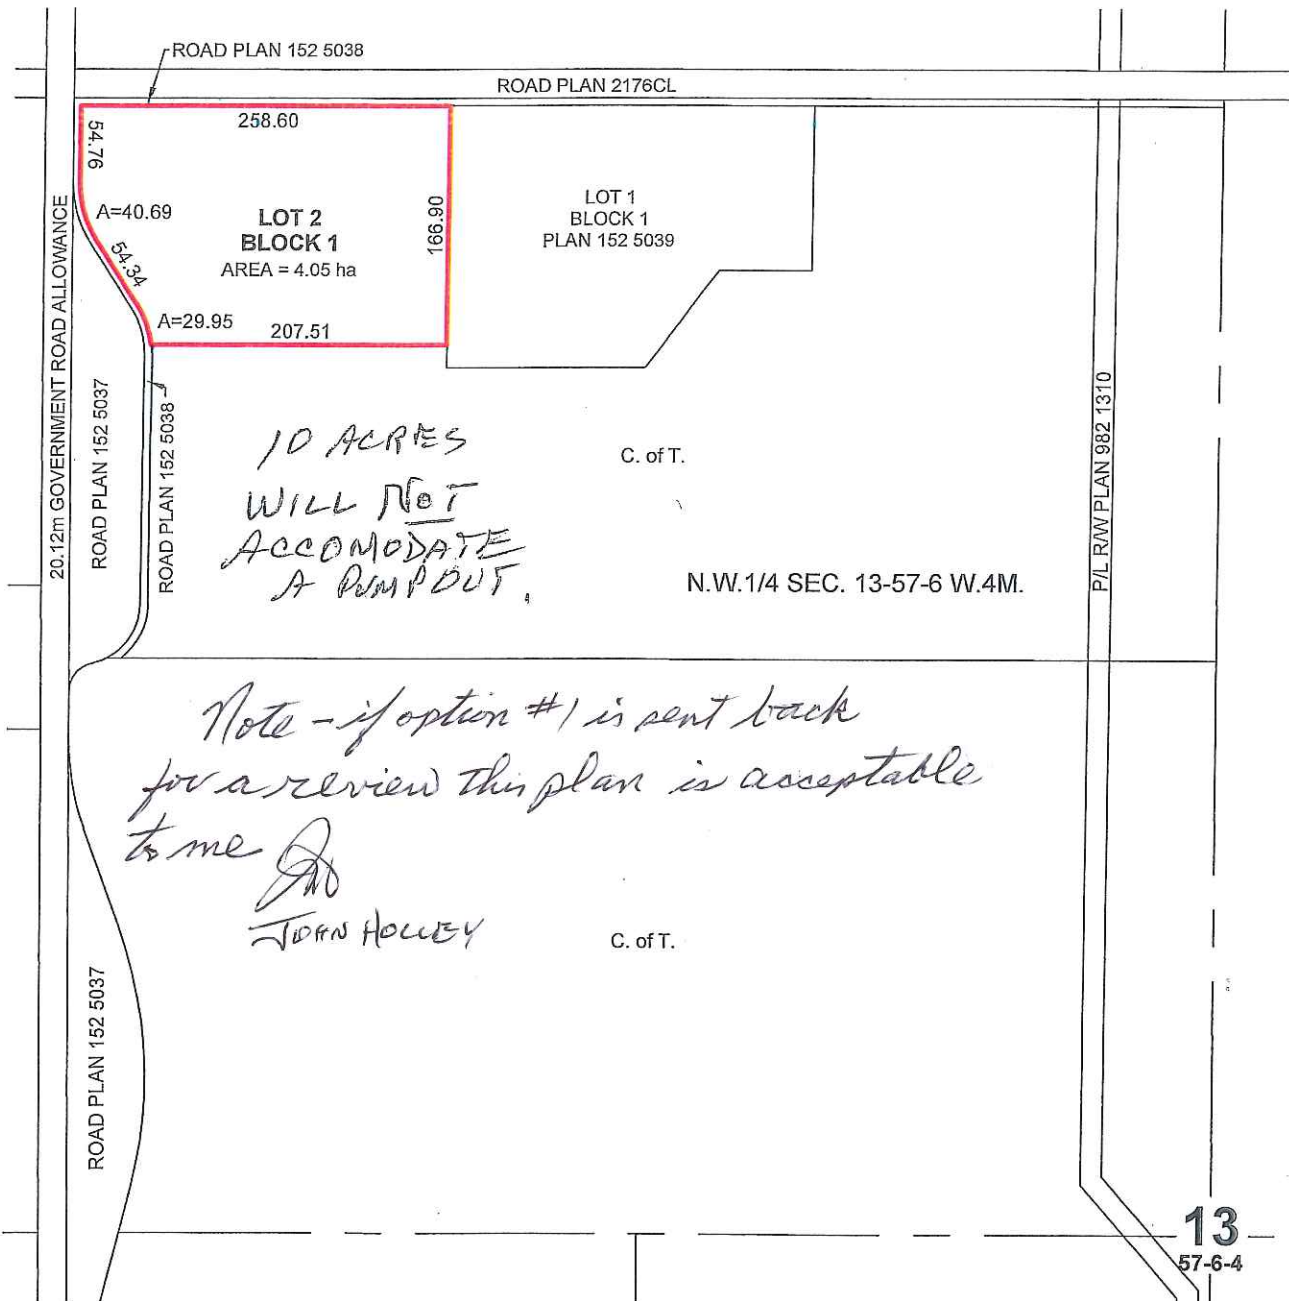 ROAD PLAN 152 5038
ROAD PLAN 2176CL
258.60
54.76
A=40.69
54.34
A=29.95
207.51
166.90
LOT 2
BLOCK 1
AREA = 4.05 ha
LOT 1
BLOCK 1
PLAN 152 5039
20.12m GOVERNMENT ROAD ALLOWANCE
ROAD PLAN 152 5037
ROAD PLAN 152 5038
P/L R/W PLAN 982 1310
10 ACRES
WILL NOT
ACCOMODATE
A PUMPOUT.
C. of T.
N.W.1/4 SEC. 13-57-6 W.4M.
Note - if option #1 is sent back
for a review this plan is acceptable
to me
JOHN HOLLEY
C. of T.
ROAD PLAN 152 5037
13
57-6-4